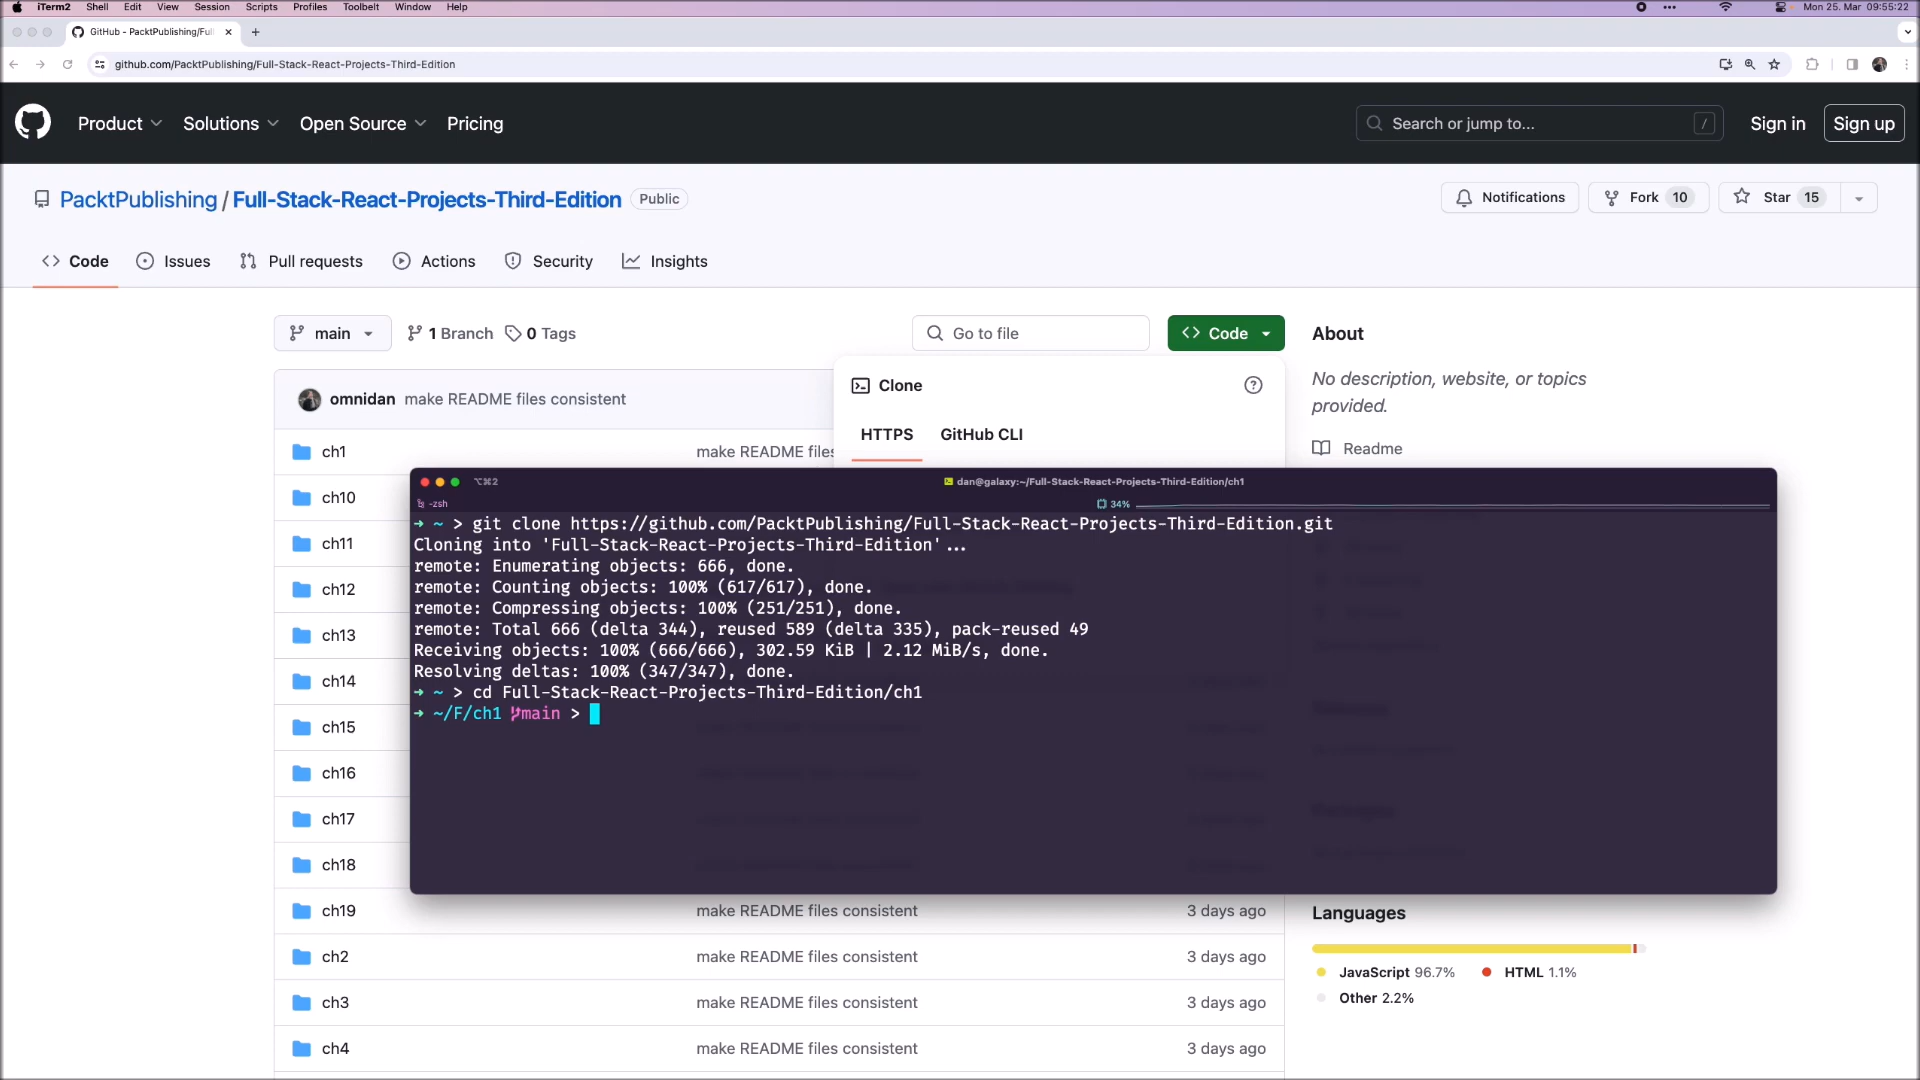 iTerm2 Shell Edit View Session Scripts Profiles Toolbelt Window Help
Mon 25. Mar 09:55:22
GitHub - PacktPublishing/Ful
github.com/PacktPublishing/Full-Stack-React-Projects-Third-Edition
Product Solutions Open Source Pricing
Search or jump to... /
Sign in Sign up
PacktPublishing / Full-Stack-React-Projects-Third-Edition Public
Notifications Fork 10 Star 15
Code Issues Pull requests Actions Security Insights
main 1 Branch 0 Tags
Go to file Code
About
No description, website, or topics
provided.
Readme
Clone
HTTPS GitHub CLI
omnidan make README files consistent
ch1 make README files
ch10
ch11
ch12
ch13
ch14
ch15
ch16
ch17
ch18
⌥⌘2 dan@galaxy:~/Full-Stack-React-Projects-Third-Edition/ch1
-zsh 34%
➜ ~ > git clone https://github.com/PacktPublishing/Full-Stack-React-Projects-Third-Edition.git
Cloning into 'Full-Stack-React-Projects-Third-Edition'...
remote: Enumerating objects: 666, done.
remote: Counting objects: 100% (617/617), done.
remote: Compressing objects: 100% (251/251), done.
remote: Total 666 (delta 344), reused 589 (delta 335), pack-reused 49
Receiving objects: 100% (666/666), 302.59 KiB | 2.12 MiB/s, done.
Resolving deltas: 100% (347/347), done.
➜ ~ > cd Full-Stack-React-Projects-Third-Edition/ch1
➜ ~/F/ch1 main >
ch19 make README files consistent 3 days ago
ch2 make README files consistent 3 days ago
ch3 make README files consistent 3 days ago
ch4 make README files consistent 3 days ago
Languages
JavaScript 96.7% HTML 1.1%
Other 2.2%